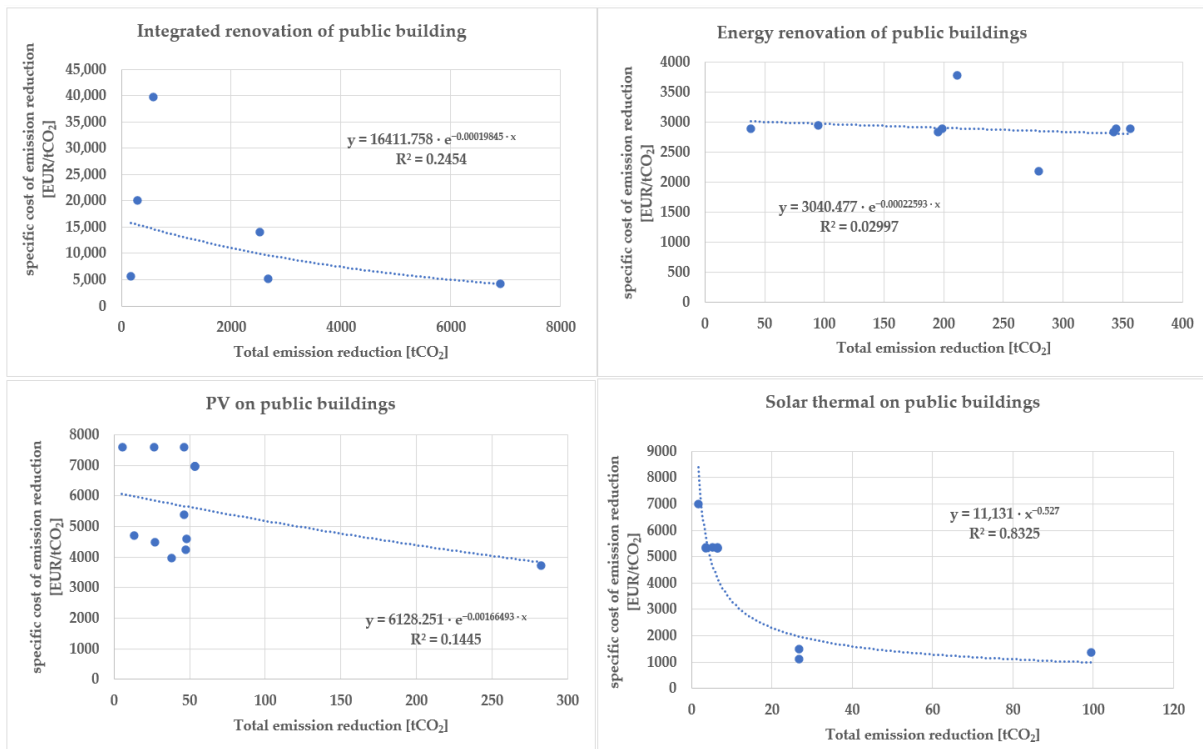 Integrated renovation of public building
specific cost of emission reduction
[EUR/tCO₂]
45,000
40,000
35,000
30,000
25,000
20,000
15,000
10,000
5,000
0
y = 16411.758 · e^−0.00019845 · x
R² = 0.2454
0 2000 4000 6000 8000
Total emission reduction [tCO₂]
Energy renovation of public buildings
specific cost of emission reduction
[EUR/tCO₂]
4000
3500
3000
2500
2000
1500
1000
500
0
y = 3040.477 · e^−0.00022593 · x
R² = 0.02997
0 50 100 150 200 250 300 350 400
Total emission reduction [tCO₂]
PV on public buildings
specific cost of emission reduction
[EUR/tCO₂]
8000
7000
6000
5000
4000
3000
2000
1000
0
y = 6128.251 · e^−0.00166493 · x
R² = 0.1445
0 50 100 150 200 250 300
Total emission reduction [tCO₂]
Solar thermal on public buildings
specific cost of emission reduction
[EUR/tCO₂]
9000
8000
7000
6000
5000
4000
3000
2000
1000
0
y = 11,131 · x^−0.527
R² = 0.8325
0 20 40 60 80 100 120
Total emission reduction [tCO₂]